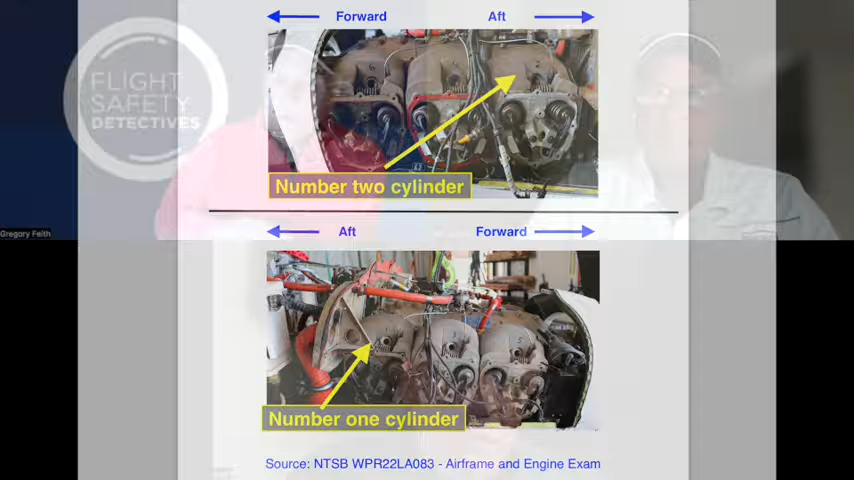 Forward Aft
FLIGHT
SAFETY
DETECTIVES
Number two cylinder
Gregory Feith
Aft Forward
Number one cylinder
Source: NTSB WPR22LA083 - Airframe and Engine Exam